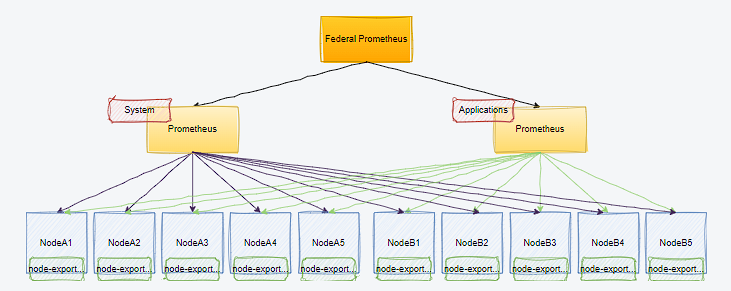 Federal Prometheus
System
Applications
Prometheus
Prometheus
NodeA1
NodeA2
NodeA3
NodeA4
NodeA5
NodeB1
NodeB2
NodeB3
NodeB4
NodeB5
node-export...
node-export...
node-export...
node-export...
node-export...
node-export...
node-export...
node-export...
node-export...
node-export...